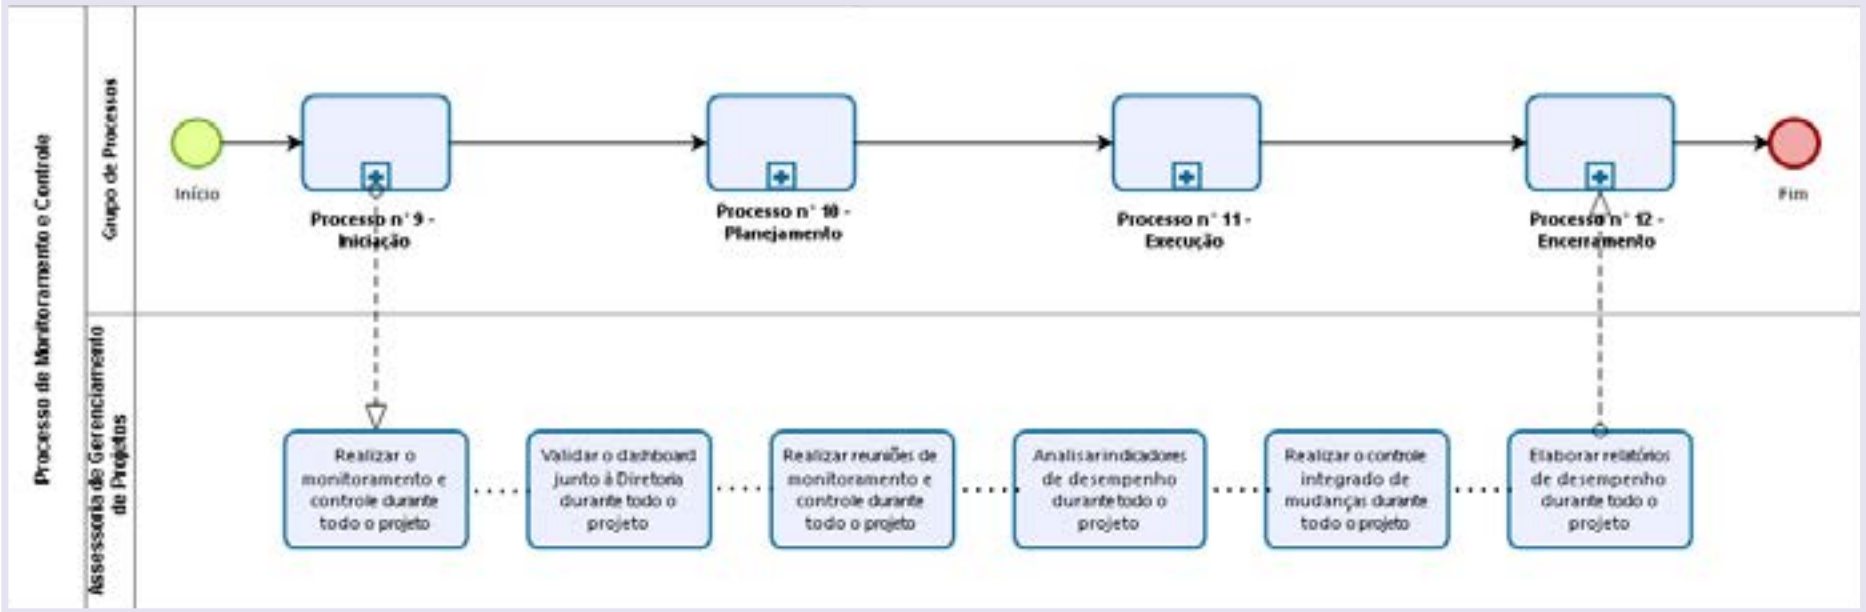 Processo de Monitoramento e Controle
Grupo de Processos
Início
Processo n° 9 -
Iniciação
Processo n° 10 -
Planejamento
Processo n° 11 -
Execução
Processo n° 12 -
Encerramento
Fim
Assessoria de Gerenciamento
de Projetos
Realizar o
monitoramento e
controle durante
todo o projeto
Validar o dashboard
junto à Diretoria
durante todo o
projeto
Realizar reuniões de
monitoramento e
controle durante
todo o projeto
Analisar indicadores
de desempenho
durante todo o
projeto
Realizar o controle
integrado de
mudanças durante
todo o projeto
Elaborar relatórios
de desempenho
durante todo o
projeto